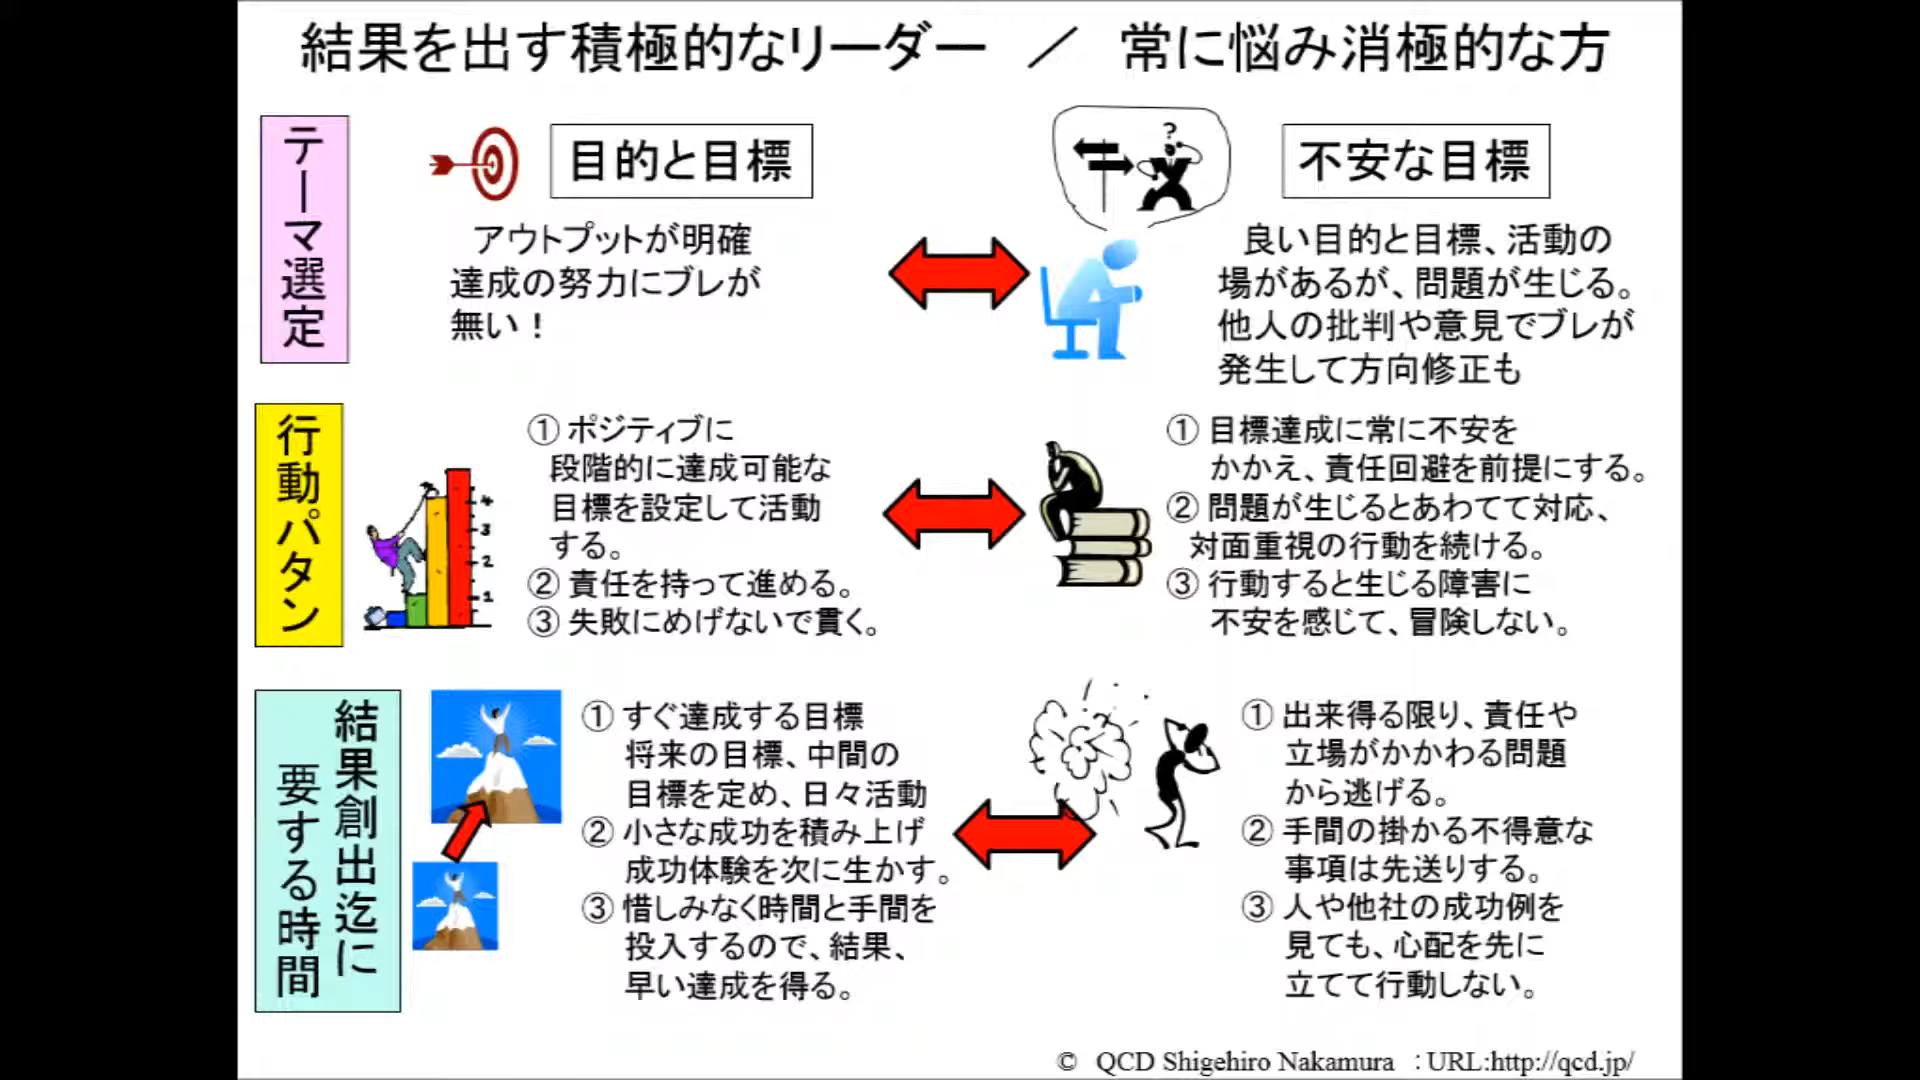 結果を出す積極的なリーダー ／ 常に悩み消極的な方
テーマ選定
目的と目標
アウトプットが明確
達成の努力にブレが
無い！
?
不安な目標
良い目的と目標、活動の
場があるが、問題が生じる。
他人の批判や意見でブレが
発生して方向修正も
行動パタン
4
3
2
1
① ポジティブに
段階的に達成可能な
目標を設定して活動
する。
② 責任を持って進める。
③ 失敗にめげないで貫く。
① 目標達成に常に不安を
かかえ、責任回避を前提にする。
② 問題が生じるとあわてて対応、
対面重視の行動を続ける。
③ 行動すると生じる障害に
不安を感じて、冒険しない。
結果創出迄に
要する時間
① すぐ達成する目標
将来の目標、中間の
目標を定め、日々活動
② 小さな成功を積み上げ
成功体験を次に生かす。
③ 惜しみなく時間と手間を
投入するので、結果、
早い達成を得る。
① 出来得る限り、責任や
立場がかかわる問題
から逃げる。
② 手間の掛かる不得意な
事項は先送りする。
③ 人や他社の成功例を
見ても、心配を先に
立てて行動しない。
© QCD Shigehiro Nakamura ：URL:http://qcd.jp/